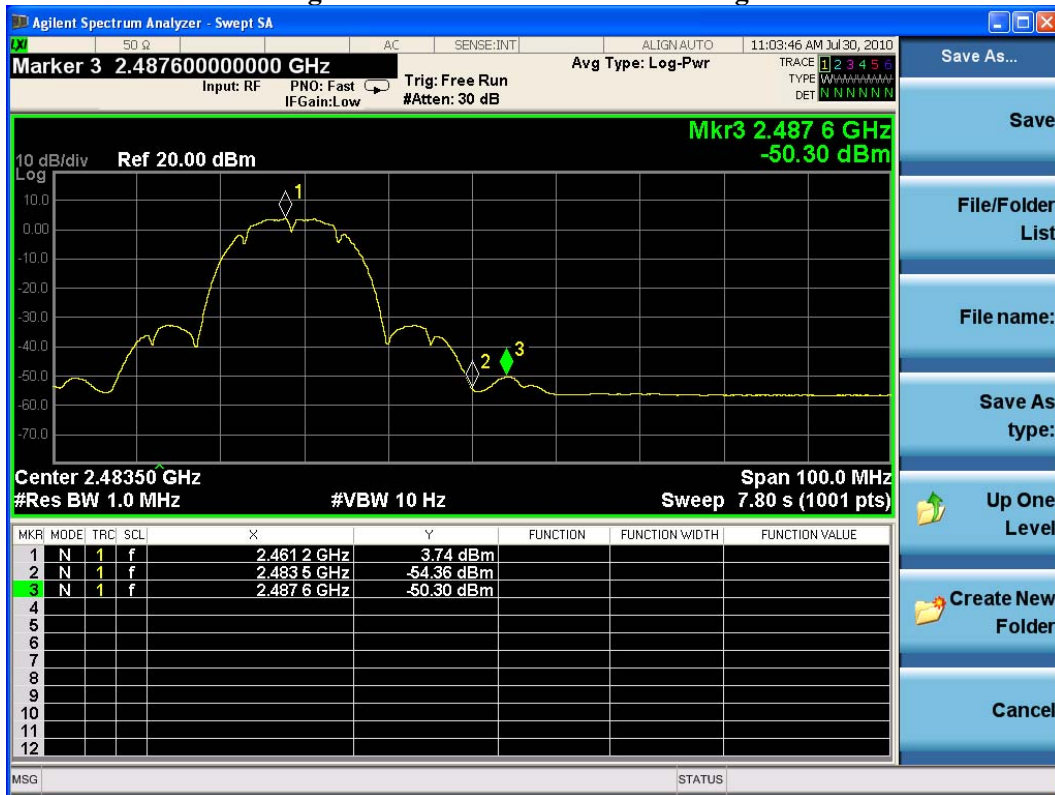 Agilent Spectrum Analyzer - Swept SA
LXI 50 Ω AC SENSE:INT ALIGN AUTO 11:03:46 AM Jul 30, 2010
Marker 3 2.487600000000 GHz
Input: RF PNO: Fast IFGain:Low
Trig: Free Run
#Atten: 30 dB
Avg Type: Log-Pwr
TRACE 1 2 3 4 5 6
TYPE WWWWWW
DET N N N N N N
Mkr3 2.487 6 GHz
-50.30 dBm
10 dB/div Ref 20.00 dBm
Log
10.0
0.00
-10.0
-20.0
-30.0
-40.0
-50.0
-60.0
-70.0
1
2
3
Center 2.48350 GHz Span 100.0 MHz
#Res BW 1.0 MHz #VBW 10 Hz Sweep 7.80 s (1001 pts)
MKR MODE TRC SCL X Y FUNCTION FUNCTION WIDTH FUNCTION VALUE
1 N 1 f 2.461 2 GHz 3.74 dBm
2 N 1 f 2.483 5 GHz -54.36 dBm
3 N 1 f 2.487 6 GHz -50.30 dBm
4
5
6
7
8
9
10
11
12
MSG STATUS
Save As...
Save
File/Folder
List
File name:
Save As
type:
Up One
Level
Create New
Folder
Cancel